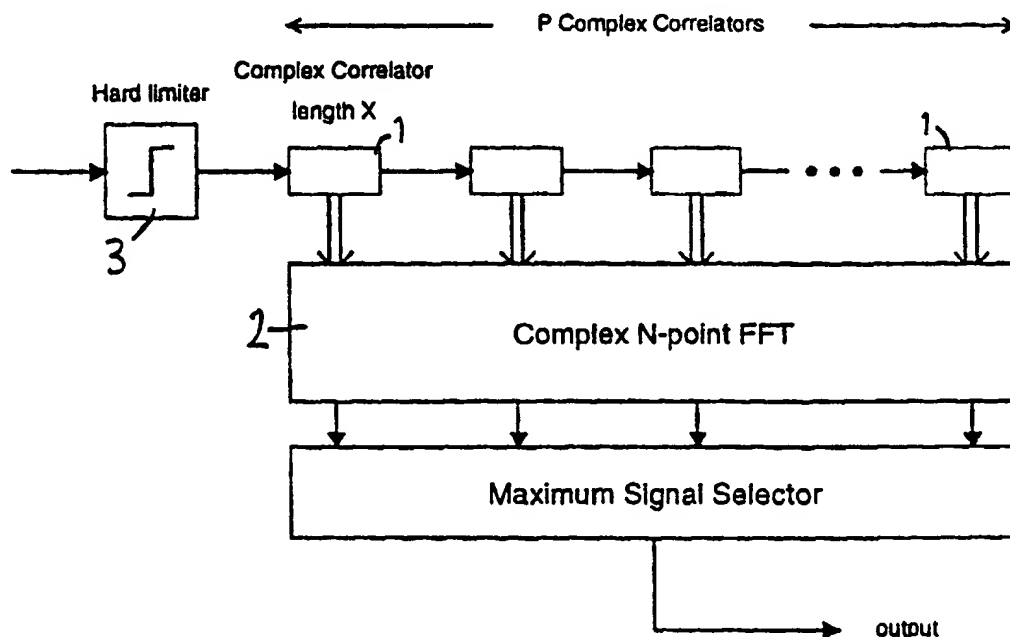 P Complex Correlators
Complex Correlator
length X
Hard limiter
1
1
3
2
Complex N-point FFT
Maximum Signal Selector
output